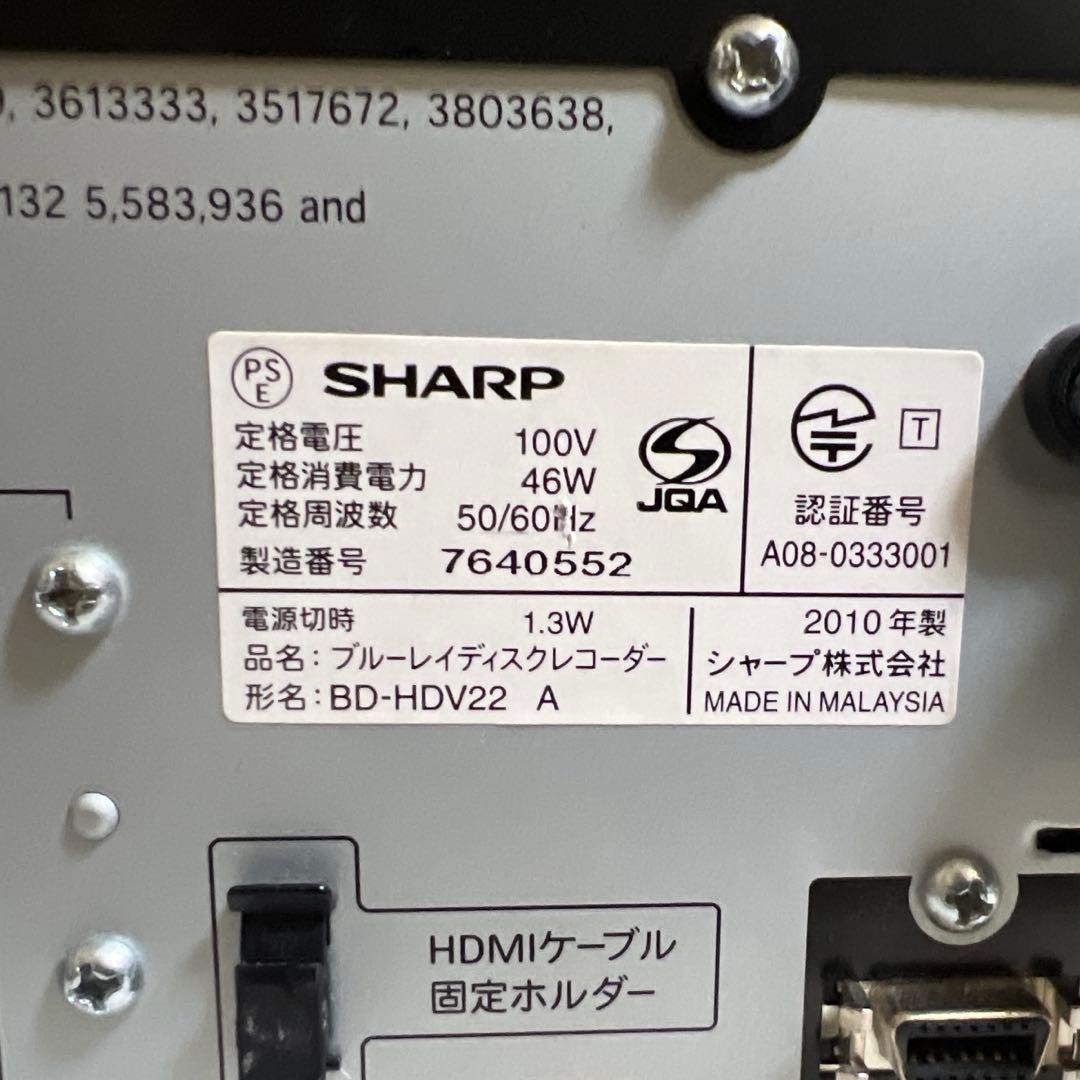 3613333, 3517672, 3803638,
132 5,583,936 and
PS
E
SHARP
定格電圧 100V
定格消費電力 46W
定格周波数 50/60Hz
製造番号 7640552
JQA
T
認証番号
A08-0333001
電源切時 1.3W
品名：ブルーレイディスクレコーダー
形名：BD-HDV22 A
2010年製
シャープ株式会社
MADE IN MALAYSIA
HDMIケーブル
固定ホルダー